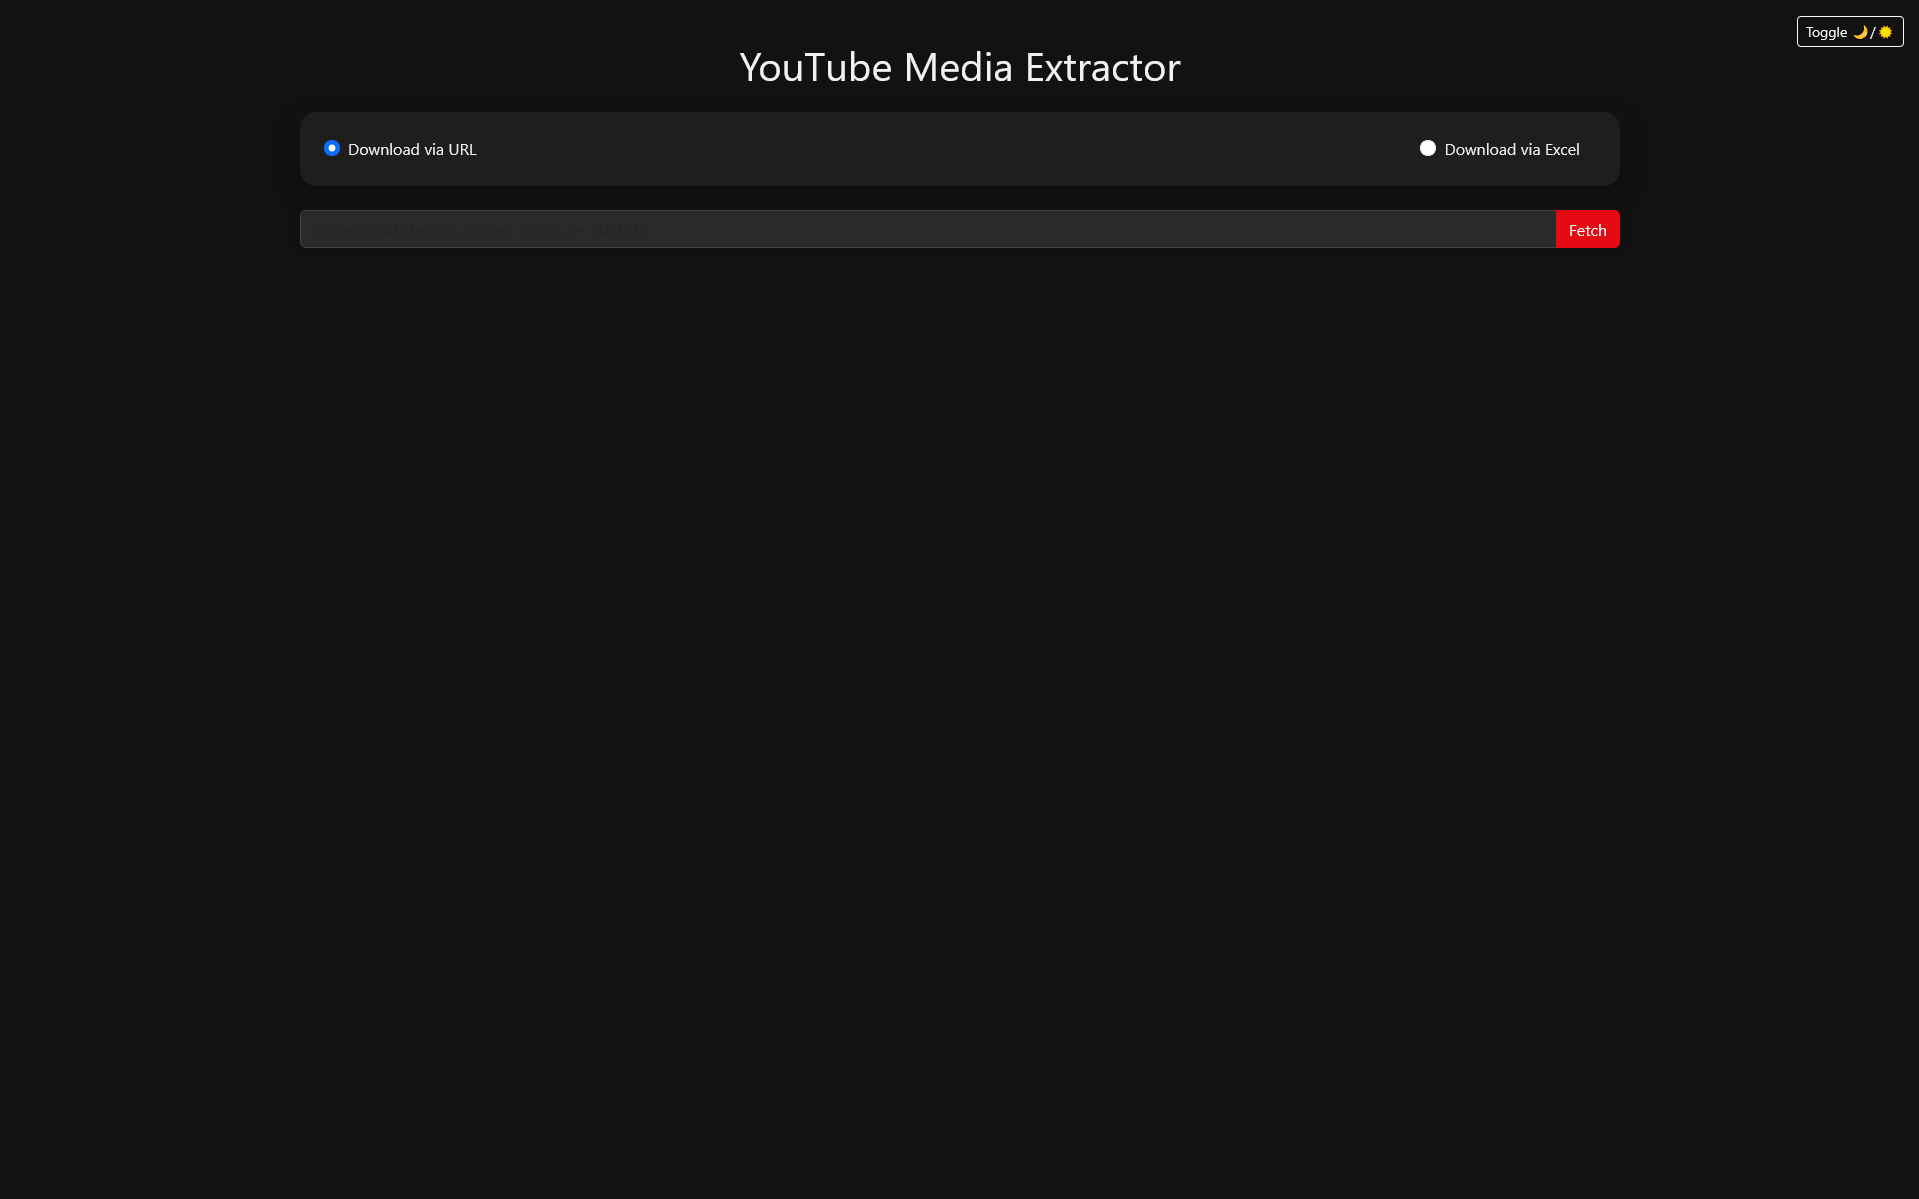 Toggle 🌙/☀
YouTube Media Extractor
Download via URL
Download via Excel
Paste a YouTube URL (Video, Shorts, or Playlist)
Fetch